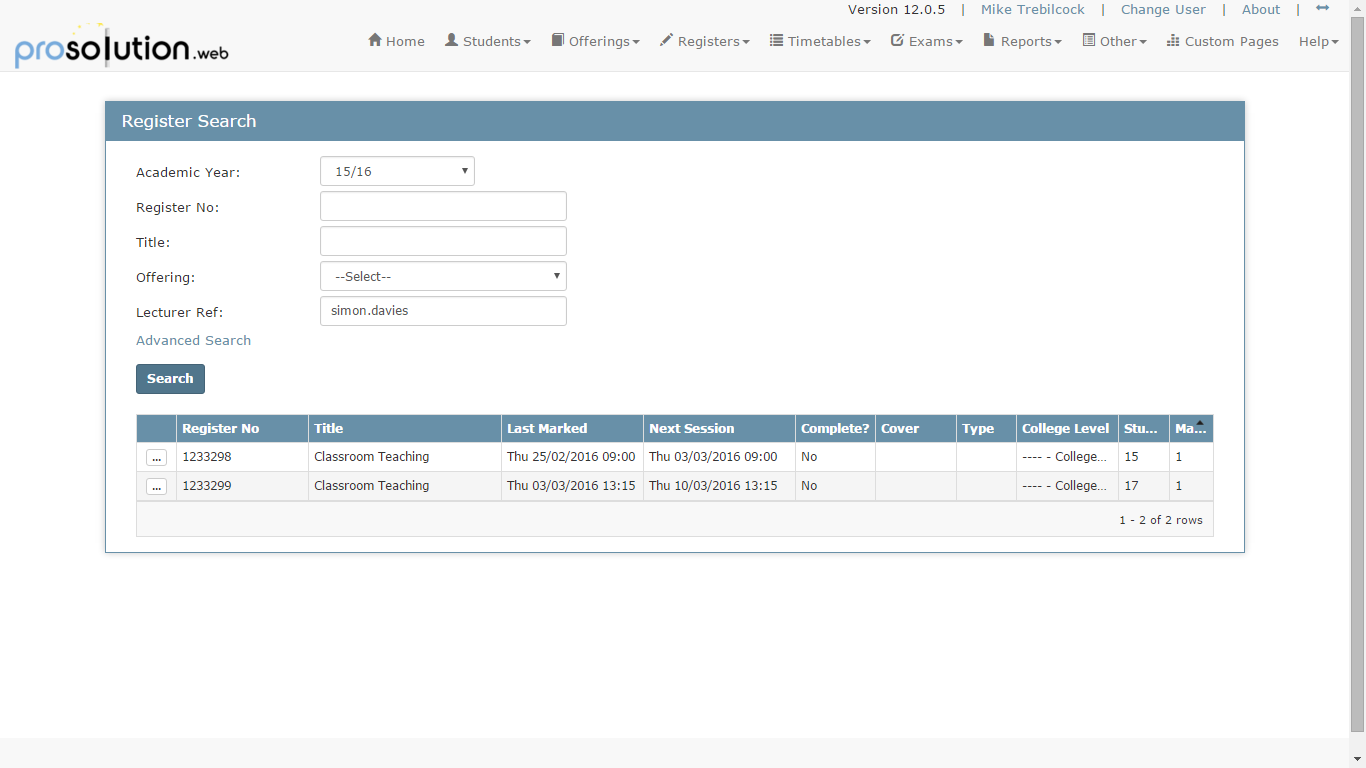 Version 12.0.5 | Mike Trebilcock | Change User | About |
prosolution.web
Home Students Offerings Registers Timetables Exams Reports Other Custom Pages Help
Register Search
Academic Year: 15/16
Register No:
Title:
Offering: --Select--
Lecturer Ref: simon.davies
Advanced Search
Search
Register No Title Last Marked Next Session Complete? Cover Type College Level Stu... Ma...
... 1233298 Classroom Teaching Thu 25/02/2016 09:00 Thu 03/03/2016 09:00 No ---- - College... 15 1
... 1233299 Classroom Teaching Thu 03/03/2016 13:15 Thu 10/03/2016 13:15 No ---- - College... 17 1
1 - 2 of 2 rows